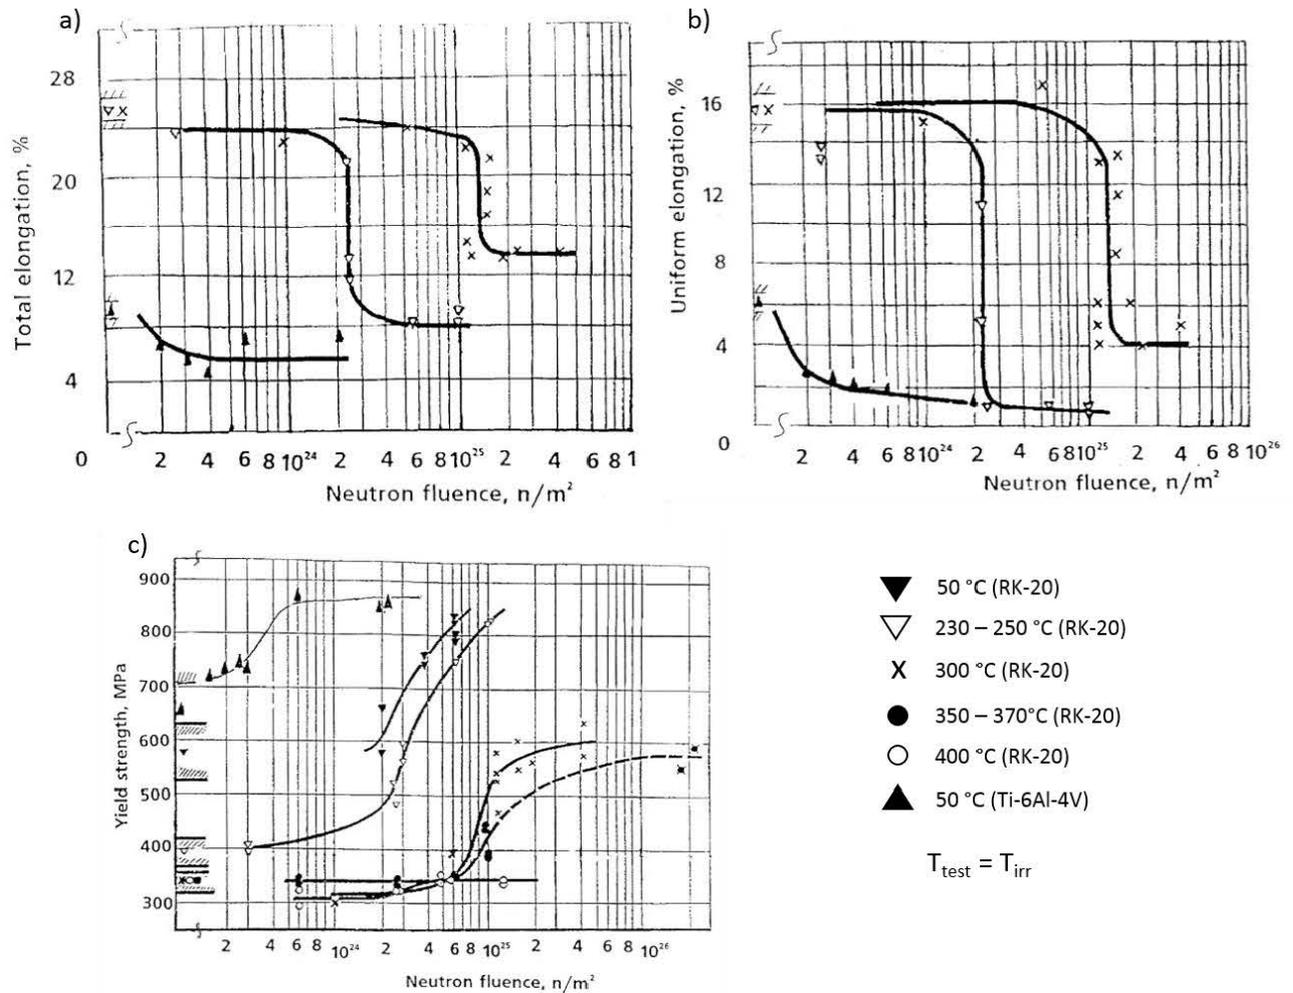 a)
Total elongation, %
28
20
12
4
0
2 4 6 8 10²⁴ 2 4 6 8 10²⁵ 2 4 6 8 1
Neutron fluence, n/m²
b)
Uniform elongation, %
16
12
8
4
0
2 4 6 8 10²⁴ 2 4 6 8 10²⁵ 2 4 6 8 10²⁶
Neutron fluence, n/m²
c)
Yield strength, MPa
900
800
700
600
500
400
300
2 4 6 8 10²⁴ 2 4 6 8 10²⁵ 2 4 6 8 10²⁶
Neutron fluence, n/m²
50 °C (RK-20)
230 – 250 °C (RK-20)
300 °C (RK-20)
350 – 370°C (RK-20)
400 °C (RK-20)
50 °C (Ti-6Al-4V)
T_test = T_irr